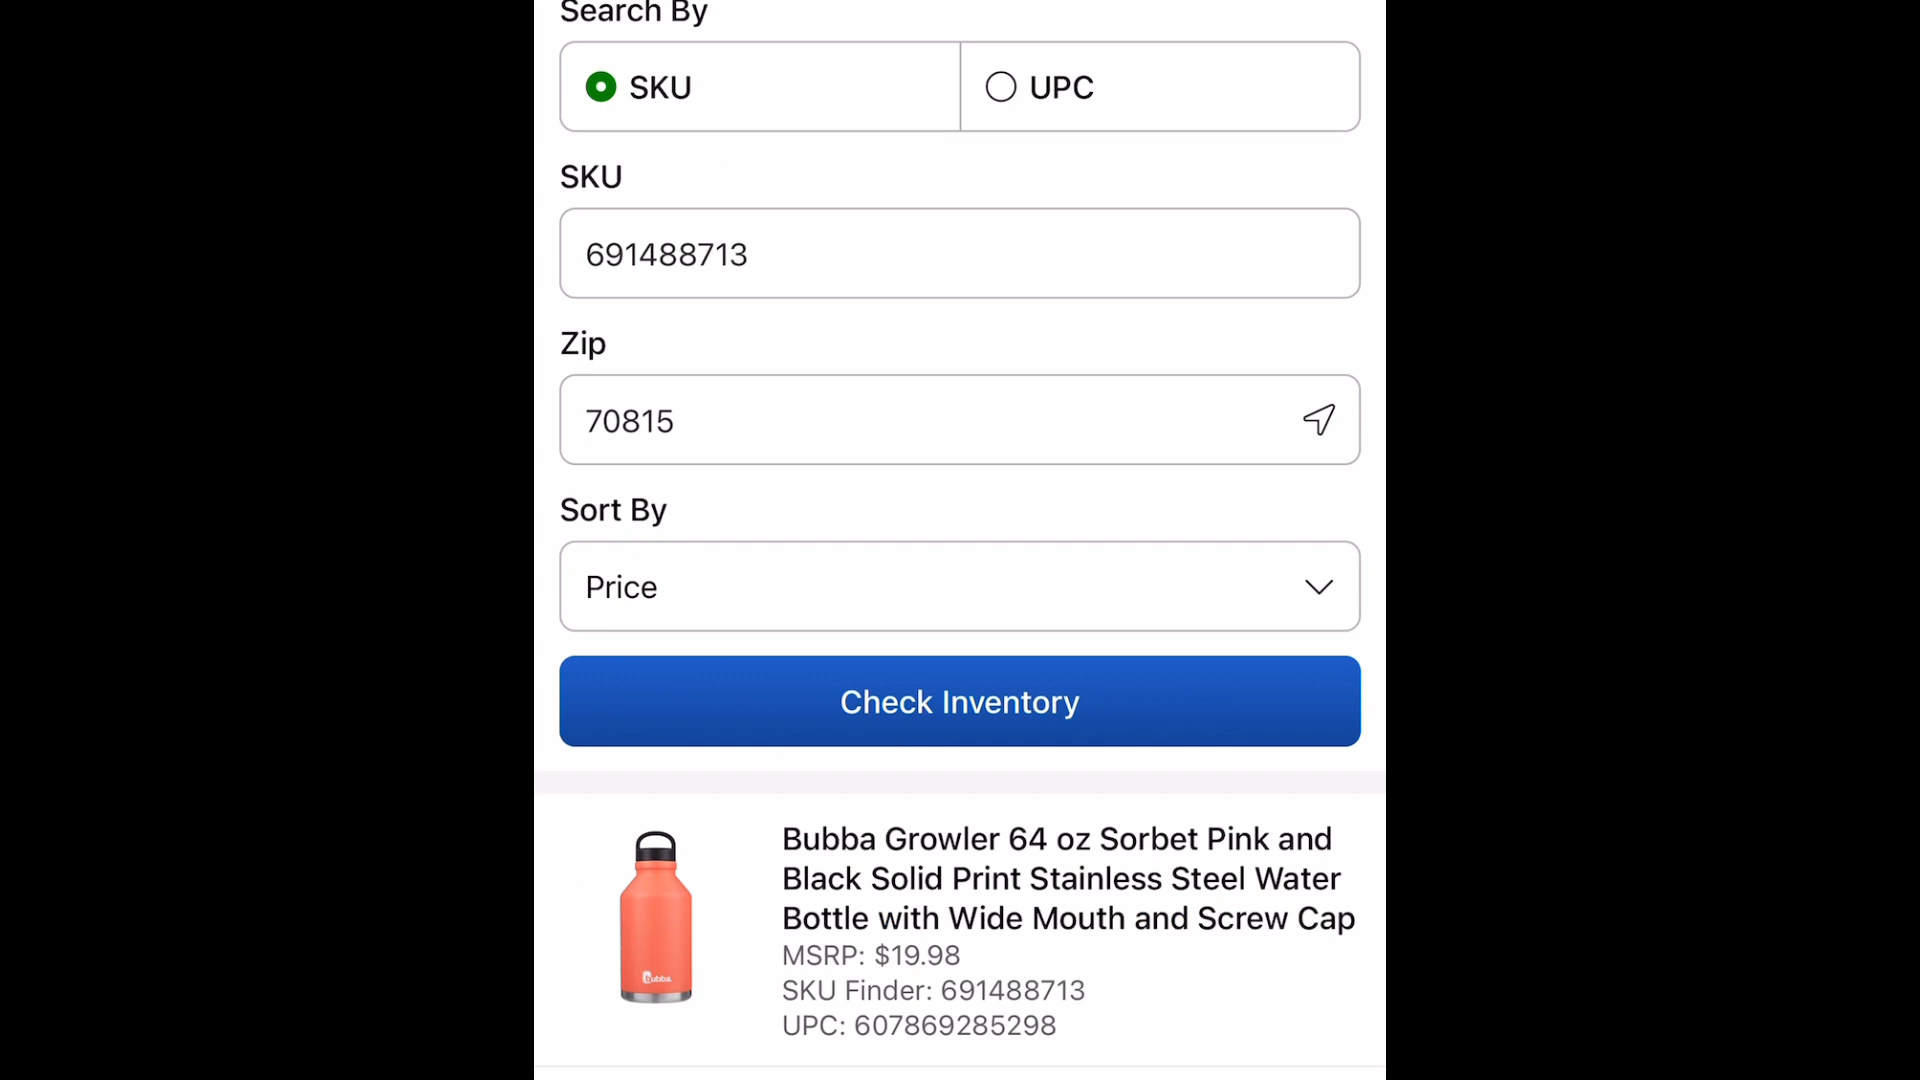 Search By
SKU
UPC
SKU
691488713
Zip
70815
Sort By
Price
Check Inventory
Bubba Growler 64 oz Sorbet Pink and
Black Solid Print Stainless Steel Water
Bottle with Wide Mouth and Screw Cap
MSRP: $19.98
SKU Finder: 691488713
UPC: 607869285298
bubba.